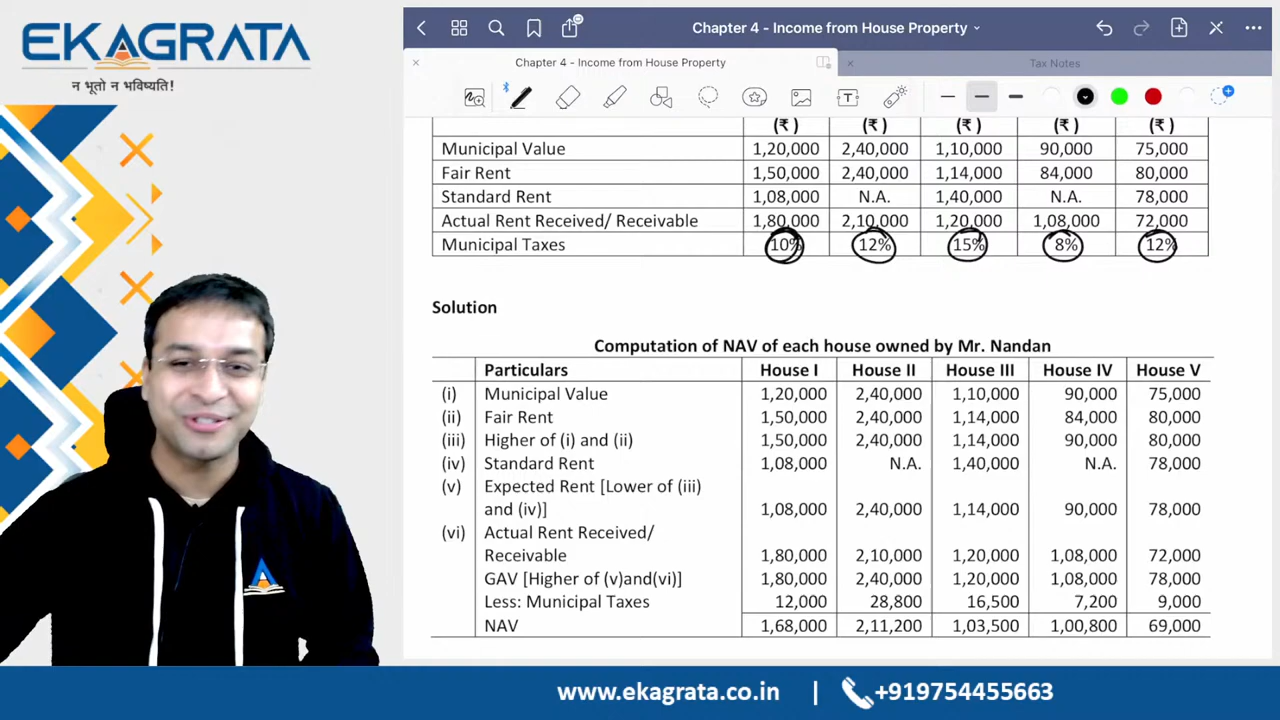 EKAGRATA
न भूतो न भविष्यति!
Chapter 4 - Income from House Property
Chapter 4 - Income from House Property
Tax Notes
(₹ ) (₹ ) (₹ ) (₹ ) (₹ )
Municipal Value 1,20,000 2,40,000 1,10,000 90,000 75,000
Fair Rent 1,50,000 2,40,000 1,14,000 84,000 80,000
Standard Rent 1,08,000 N.A. 1,40,000 N.A. 78,000
Actual Rent Received/ Receivable 1,80,000 2,10,000 1,20,000 1,08,000 72,000
Municipal Taxes 10% 12% 15% 8% 12%
Solution
Computation of NAV of each house owned by Mr. Nandan
Particulars House I House II House III House IV House V
(i) Municipal Value 1,20,000 2,40,000 1,10,000 90,000 75,000
(ii) Fair Rent 1,50,000 2,40,000 1,14,000 84,000 80,000
(iii) Higher of (i) and (ii) 1,50,000 2,40,000 1,14,000 90,000 80,000
(iv) Standard Rent 1,08,000 N.A. 1,40,000 N.A. 78,000
(v) Expected Rent [Lower of (iii)
and (iv)] 1,08,000 2,40,000 1,14,000 90,000 78,000
(vi) Actual Rent Received/
Receivable 1,80,000 2,10,000 1,20,000 1,08,000 72,000
GAV [Higher of (v)and(vi)] 1,80,000 2,40,000 1,20,000 1,08,000 78,000
Less: Municipal Taxes 12,000 28,800 16,500 7,200 9,000
NAV 1,68,000 2,11,200 1,03,500 1,00,800 69,000
www.ekagrata.co.in | +919754455663